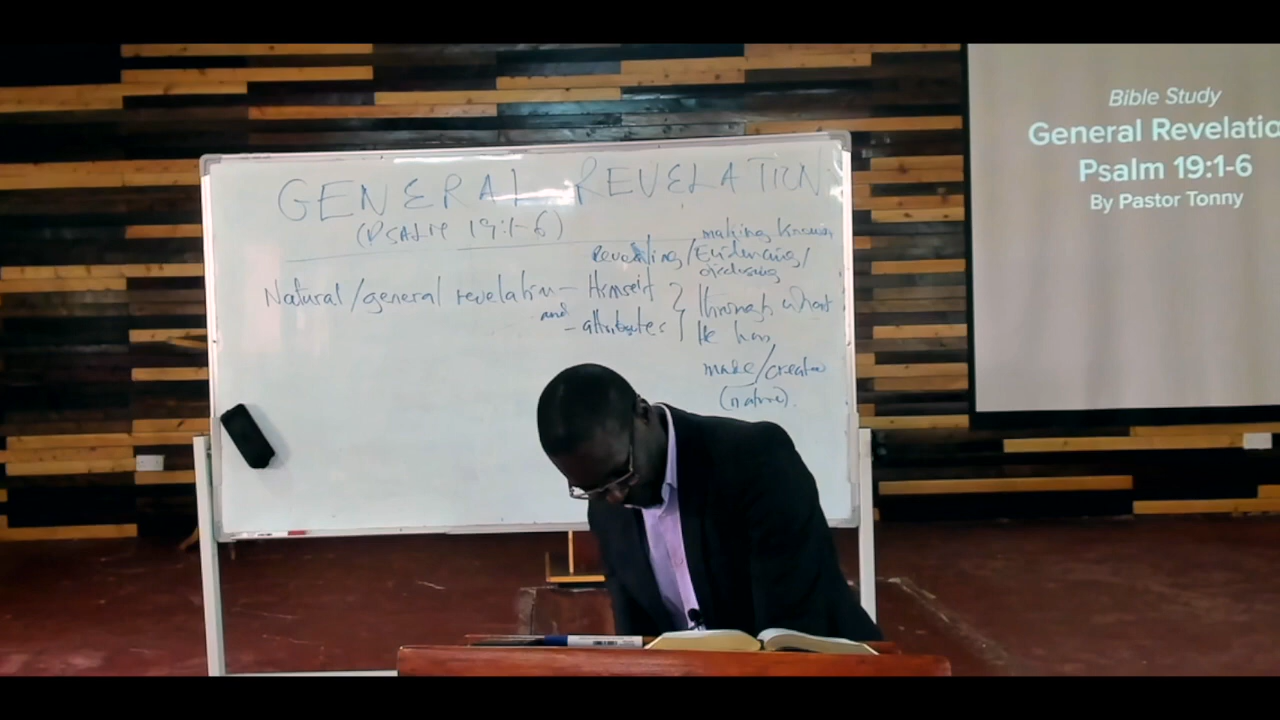 GENERAL REVELATION.
(PSALM 19:1-6)
making known
revealing/Evidencing/
disclosing
Natural/general revelation - Himself
and
- attributes
through what
He has
made/created
(nature).
Bible Study
General Revelatio
Psalm 19:1-6
By Pastor Tonny